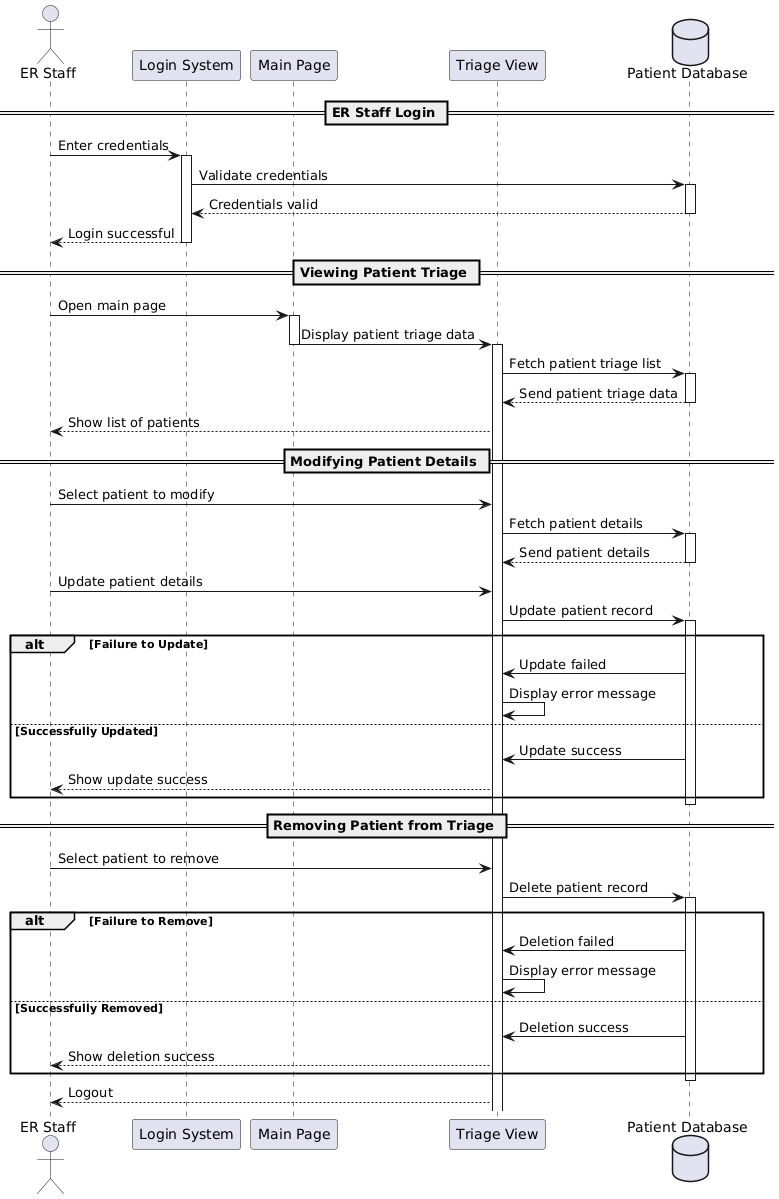 ER Staff
Login System
Main Page
Triage View
Patient Database
ER Staff Login
Enter credentials
Validate credentials
Credentials valid
Login successful
Viewing Patient Triage
Open main page
Display patient triage data
Fetch patient triage list
Send patient triage data
Show list of patients
Modifying Patient Details
Select patient to modify
Fetch patient details
Send patient details
Update patient details
Update patient record
alt [Failure to Update]
Update failed
Display error message
[Successfully Updated]
Update success
Show update success
Removing Patient from Triage
Select patient to remove
Delete patient record
alt [Failure to Remove]
Deletion failed
Display error message
[Successfully Removed]
Deletion success
Show deletion success
Logout
ER Staff
Login System
Main Page
Triage View
Patient Database